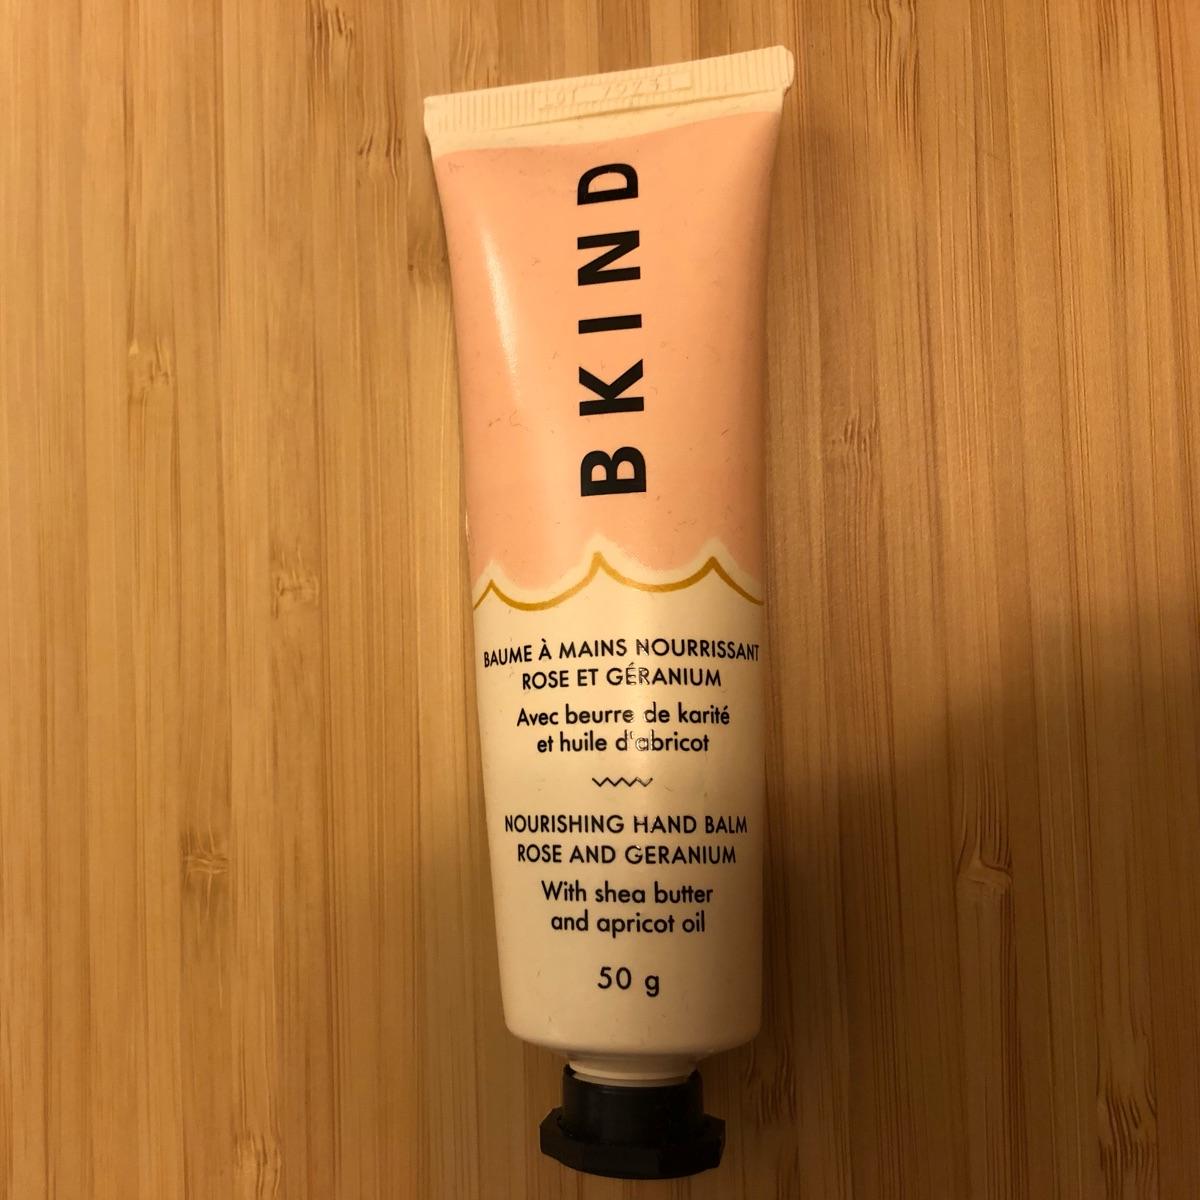 BKIND
BAUME À MAINS NOURRISSANT
ROSE ET GÉRANIUM
Avec beurre de karité
et huile d'abricot
NOURISHING HAND BALM
ROSE AND GERANIUM
With shea butter
and apricot oil
50 g